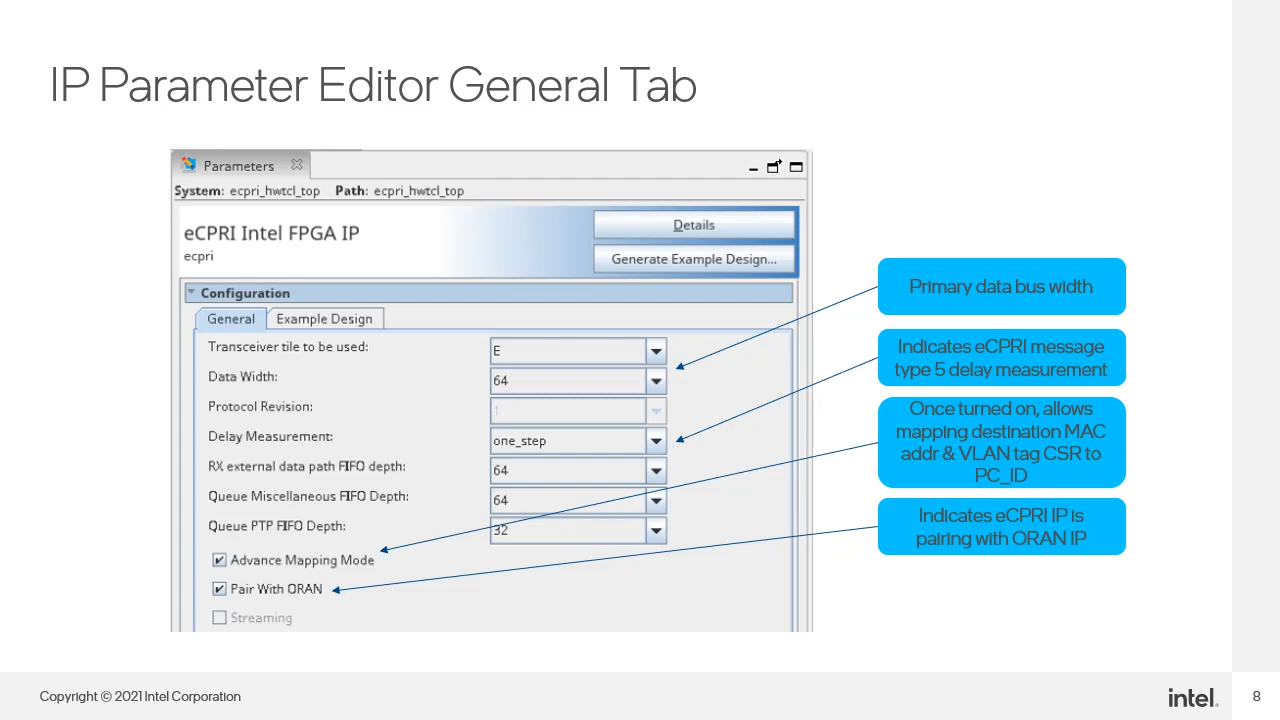 IP Parameter Editor General Tab
Parameters
System: ecpri_hwtcl_top Path: ecpri_hwtcl_top
eCPRI Intel FPGA IP
ecpri
Details
Generate Example Design...
Configuration
General Example Design
Transceiver tile to be used: E
Data Width: 64
Protocol Revision: 1
Delay Measurement: one_step
RX external data path FIFO depth: 64
Queue Miscellaneous FIFO Depth: 64
Queue PTP FIFO Depth: 32
Advance Mapping Mode
Pair With ORAN
Streaming
Primary data bus width
Indicates eCPRI message
type 5 delay measurement
Once turned on, allows
mapping destination MAC
addr & VLAN tag CSR to
PC_ID
Indicates eCPRI IP is
pairing with ORAN IP
Copyright © 2021 Intel Corporation
intel.
8